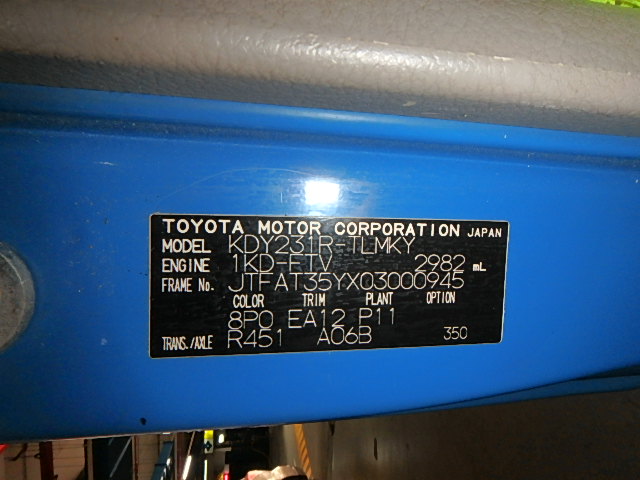 TOYOTA MOTOR CORPORATION JAPAN
MODEL KDY231R-TLMKY
ENGINE 1KD-FTV 2982 mL
FRAME No. JTFAT35YX03000945
COLOR TRIM PLANT OPTION
8P0 EA12 P11
TRANS./AXLE R451 A06B 350